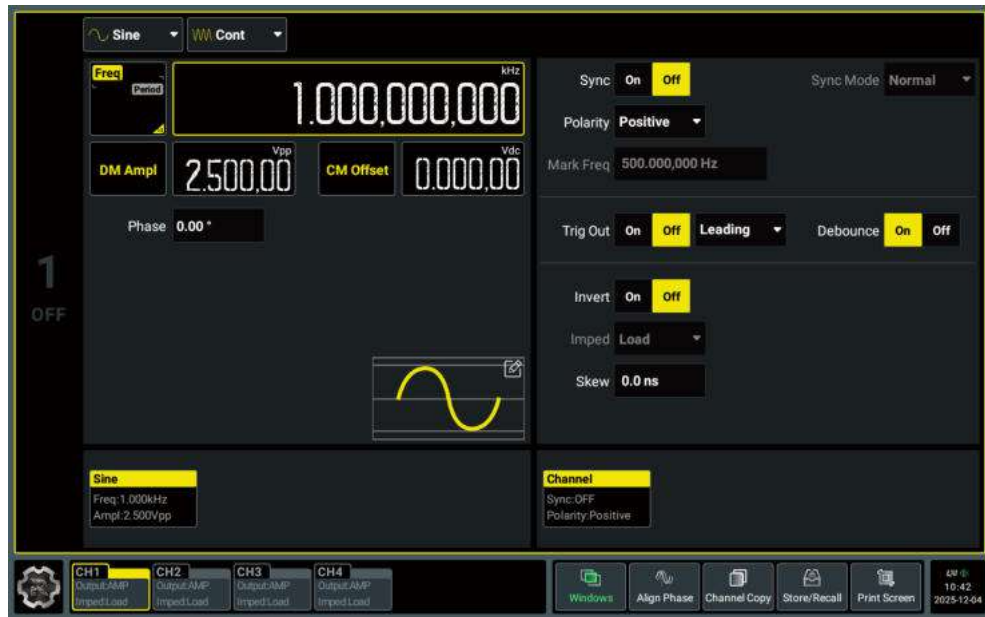 Sine Cont
Freq
Period
kHz
1.000,000,000
DM Ampl
Vpp
2.500,00
CM Offset
Vdc
0.000,00
Phase 0.00 °
1
OFF
Sync On Off Sync Mode Normal
Polarity Positive
Mark Freq 500.000,000 Hz
Trig Out On Off Leading Debounce On Off
Invert On Off
Imped Load
Skew 0.0 ns
Sine
Freq:1.000kHz
Ampl:2.500Vpp
Channel
Sync:OFF
Polarity:Positive
CH1 CH2 CH3 CH4
Output:AMP Output:AMP Output:AMP Output:AMP
Imped:Load Imped:Load Imped:Load Imped:Load
Windows Align Phase Channel Copy Store/Recall Print Screen
10:42
2025-12-04